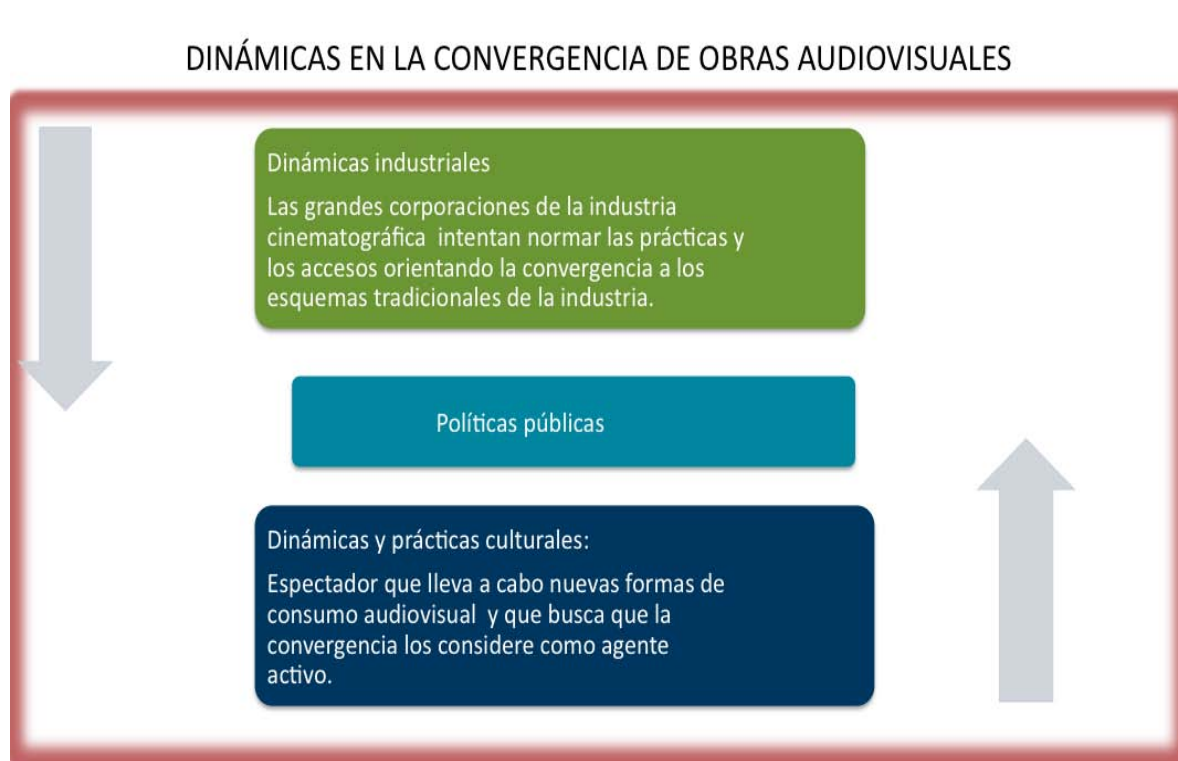 DINÁMICAS EN LA CONVERGENCIA DE OBRAS AUDIOVISUALES
Dinámicas industriales
Las grandes corporaciones de la industria
cinematográfica intentan normar las prácticas y
los accesos orientando la convergencia a los
esquemas tradicionales de la industria.
Políticas públicas
Dinámicas y prácticas culturales:
Espectador que lleva a cabo nuevas formas de
consumo audiovisual y que busca que la
convergencia los considere como agente
activo.